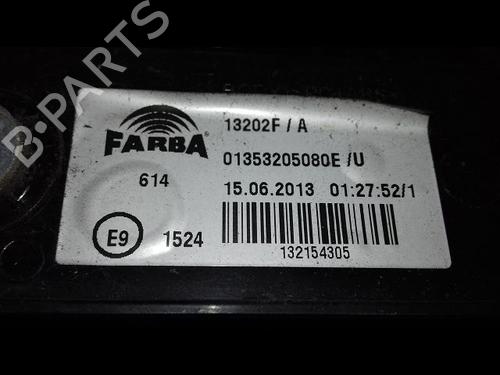 B-PARTS
FARBA
13202F / A
01353205080E /U
614
15.06.2013 01:27:52/1
E9 1524
132154305